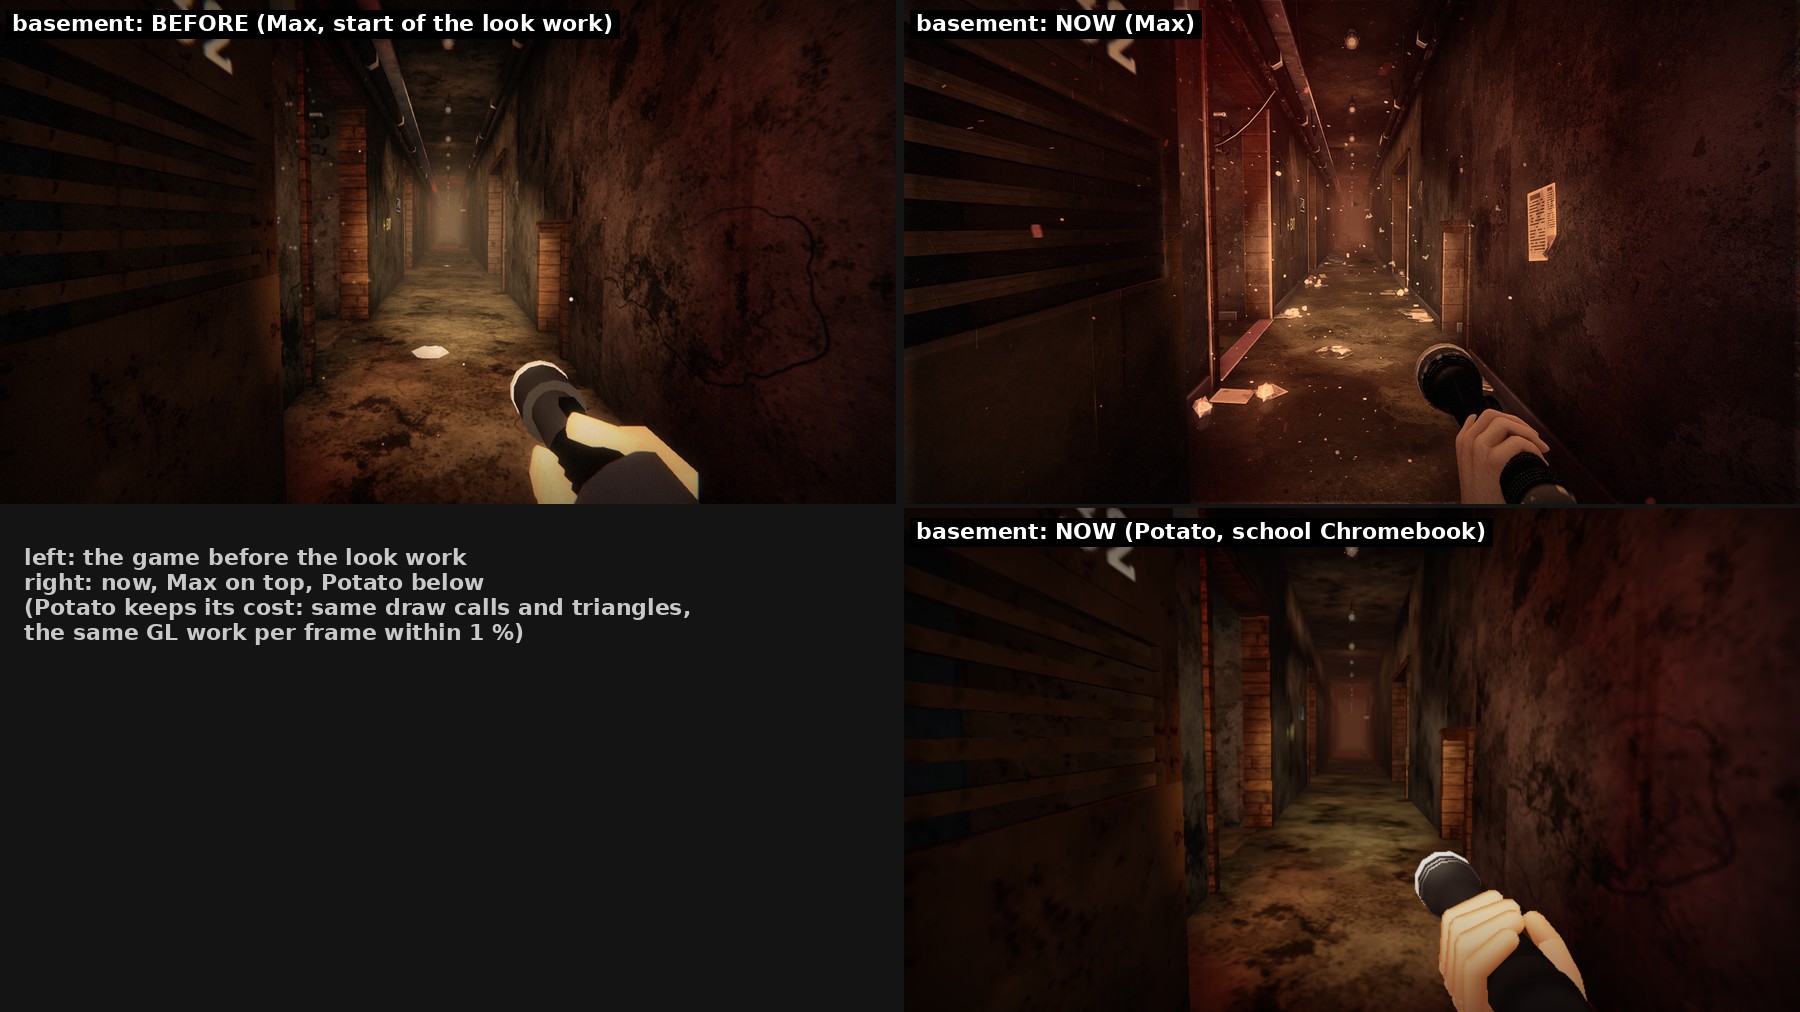 basement: BEFORE (Max, start of the look work)
basement: NOW (Max)
left: the game before the look work
right: now, Max on top, Potato below
(Potato keeps its cost: same draw calls and triangles,
the same GL work per frame within 1 %)
basement: NOW (Potato, school Chromebook)